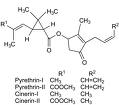 R¹
H
O
O
O
CH₃
R²
R¹ R²
Pyrethrin-I CH₃ CH=CH₂
Pyrethrin-II COOCH₃ CH=CH₂
Cinerin-I CH₃ CH₃
Cinerin-II COOCH₃ CH₃